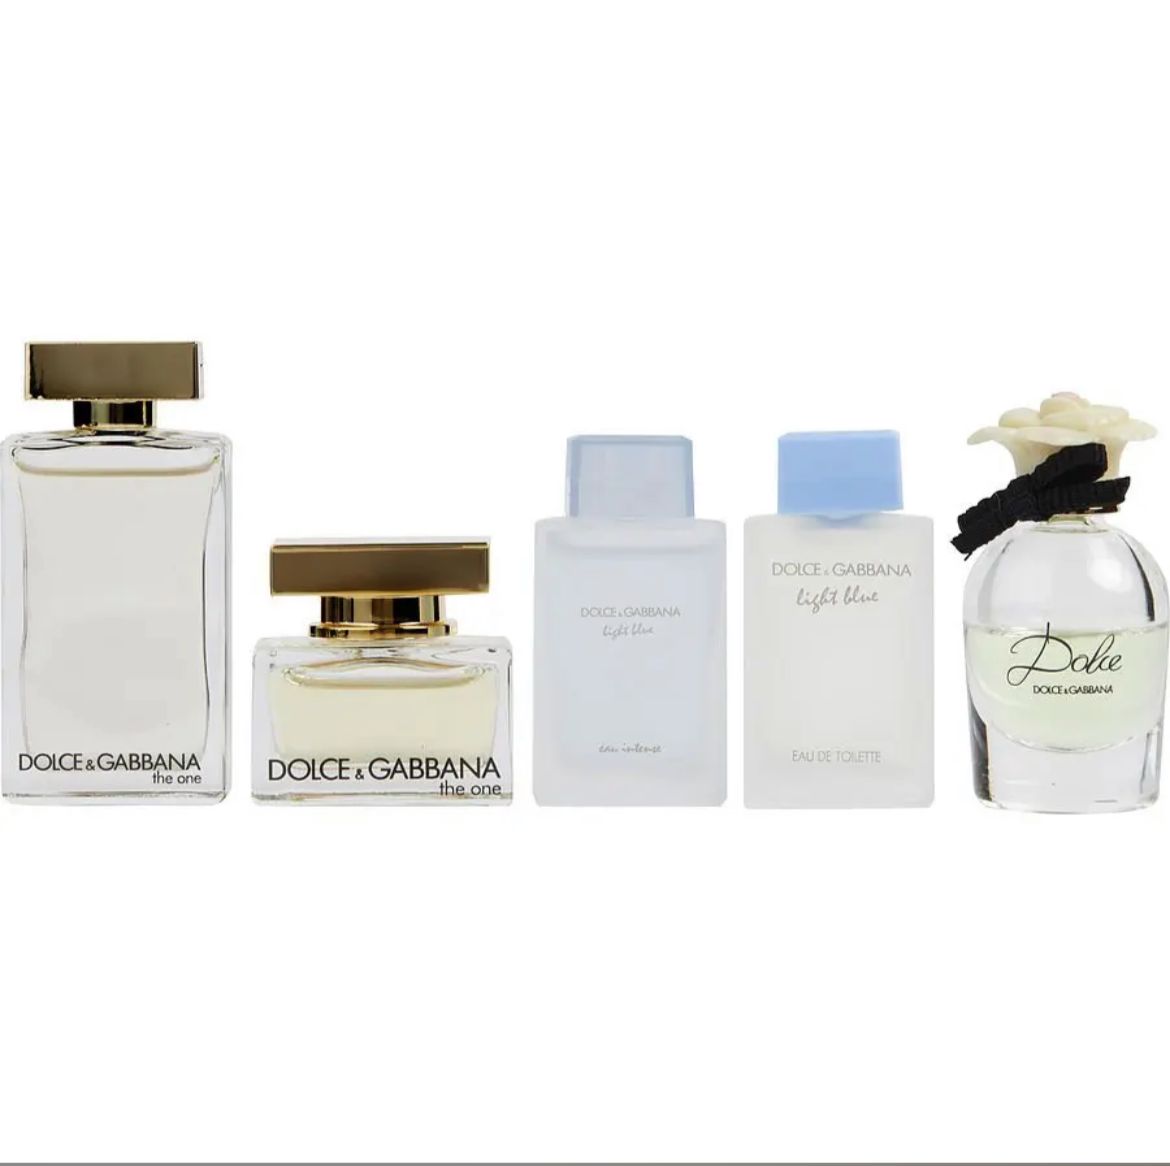 DOLCE & GABBANA
the one
DOLCE & GABBANA
the one
DOLCE & GABBANA
light blue
eau intense
DOLCE & GABBANA
light blue
EAU DE TOILETTE
Dolce
DOLCE & GABBANA